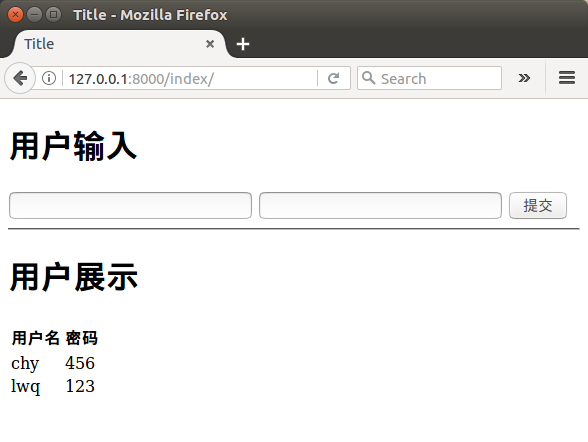 Title - Mozilla Firefox
Title
127.0.0.1:8000/index/ Search
用户输入
提交
用户展示
用户名 密码
chy 456
lwq 123